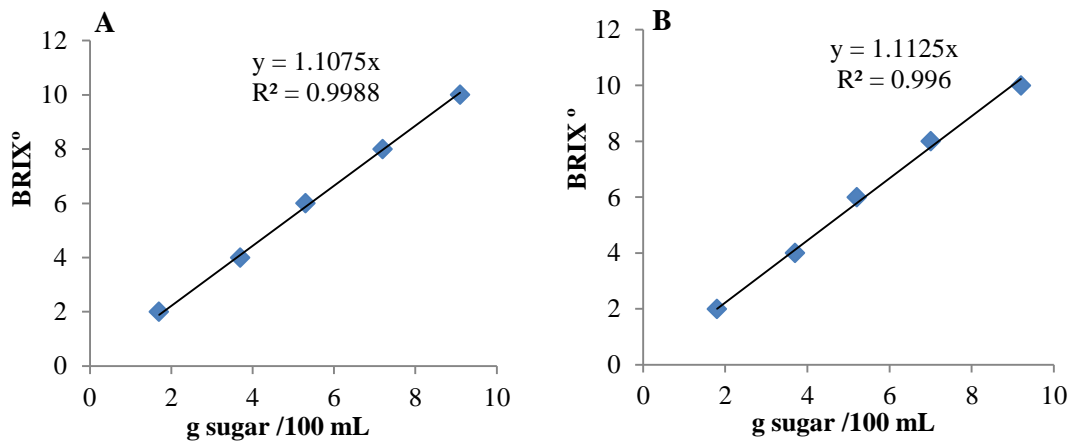 A
12
10
8
6
4
2
0
BRIXº
y = 1.1075x
R² = 0.9988
0 2 4 6 8 10
g sugar /100 mL
B
12
10
8
6
4
2
0
BRIX º
y = 1.1125x
R² = 0.996
0 2 4 6 8 10
g sugar /100 mL